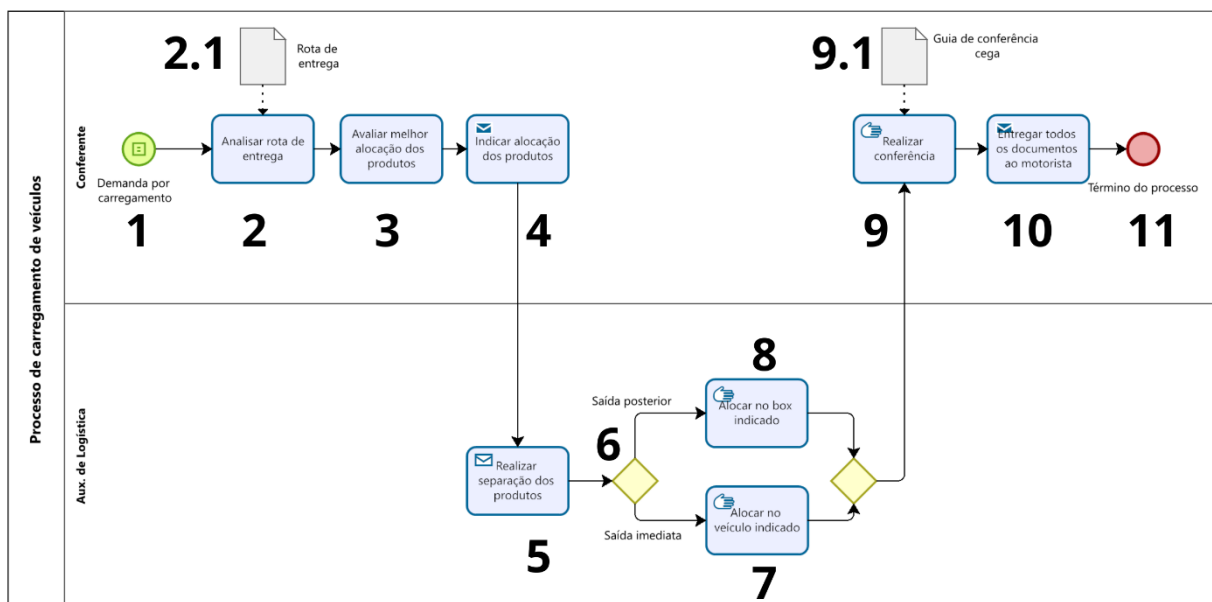 Processo de carregamento de veículos
Conferente
2.1
Rota de
entrega
9.1
Guia de conferência
cega
Demanda por
carregamento
Analisar rota de
entrega
Avaliar melhor
alocação dos
produtos
Indicar alocação
dos produtos
Realizar
conferência
Entregar todos
os documentos
ao motorista
Término do processo
1
2
3
4
9
10
11
Aux. de Logística
8
Saída posterior
Alocar no box
indicado
6
Realizar
separação dos
produtos
Saída imediata
Alocar no
veículo indicado
5
7